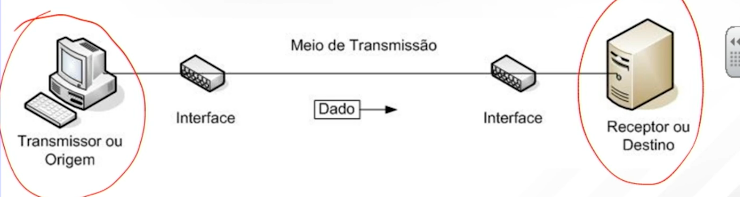 Meio de Transmissão
Interface
Dado
Interface
Transmissor ou
Origem
Receptor ou
Destino